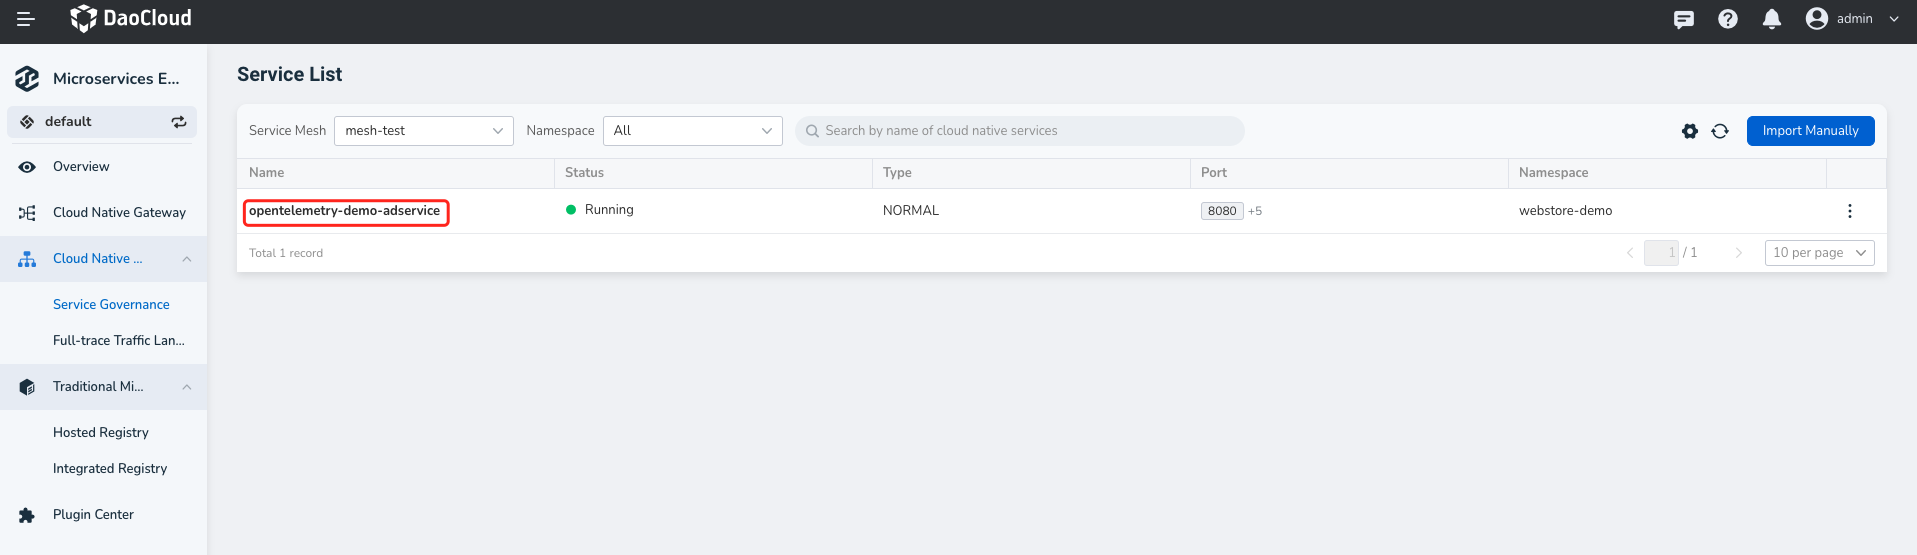 DaoCloud
admin
Microservices E...
default
Overview
Cloud Native Gateway
Cloud Native ...
Service Governance
Full-trace Traffic Lan...
Traditional Mi...
Hosted Registry
Integrated Registry
Plugin Center
Service List
Service Mesh mesh-test Namespace All Search by name of cloud native services Import Manually
Name Status Type Port Namespace
opentelemetry-demo-adservice Running NORMAL 8080 +5 webstore-demo
Total 1 record 1 / 1 10 per page